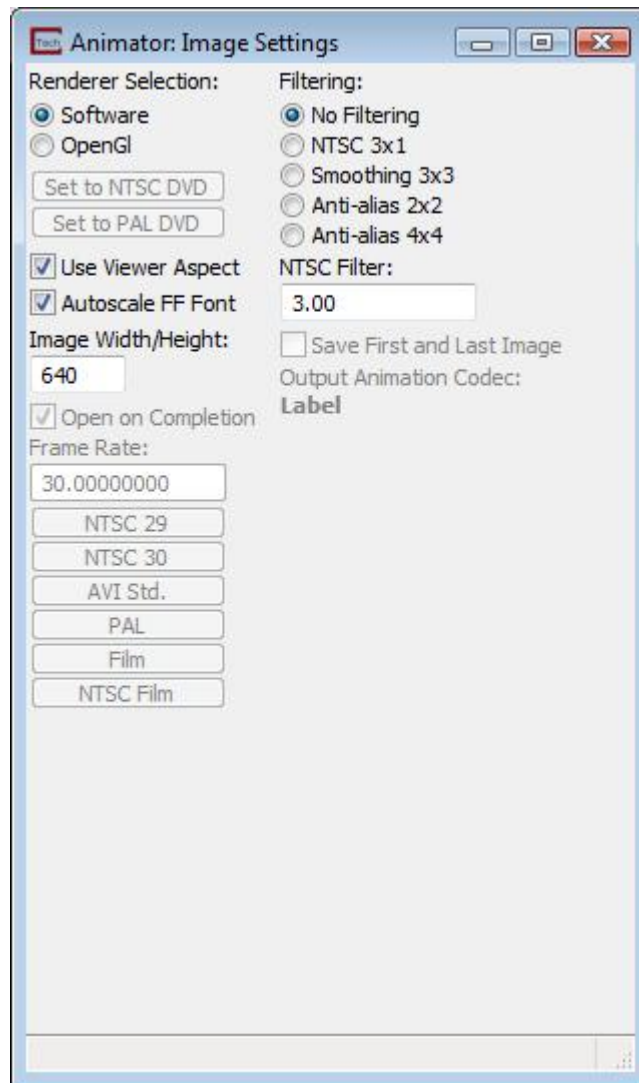 Tech Animator: Image Settings
Renderer Selection:
Software
OpenGl
Set to NTSC DVD
Set to PAL DVD
Use Viewer Aspect
Autoscale FF Font
Image Width/Height:
640
Open on Completion
Frame Rate:
30.00000000
NTSC 29
NTSC 30
AVI Std.
PAL
Film
NTSC Film
Filtering:
No Filtering
NTSC 3x1
Smoothing 3x3
Anti-alias 2x2
Anti-alias 4x4
NTSC Filter:
3.00
Save First and Last Image
Output Animation Codec:
Label